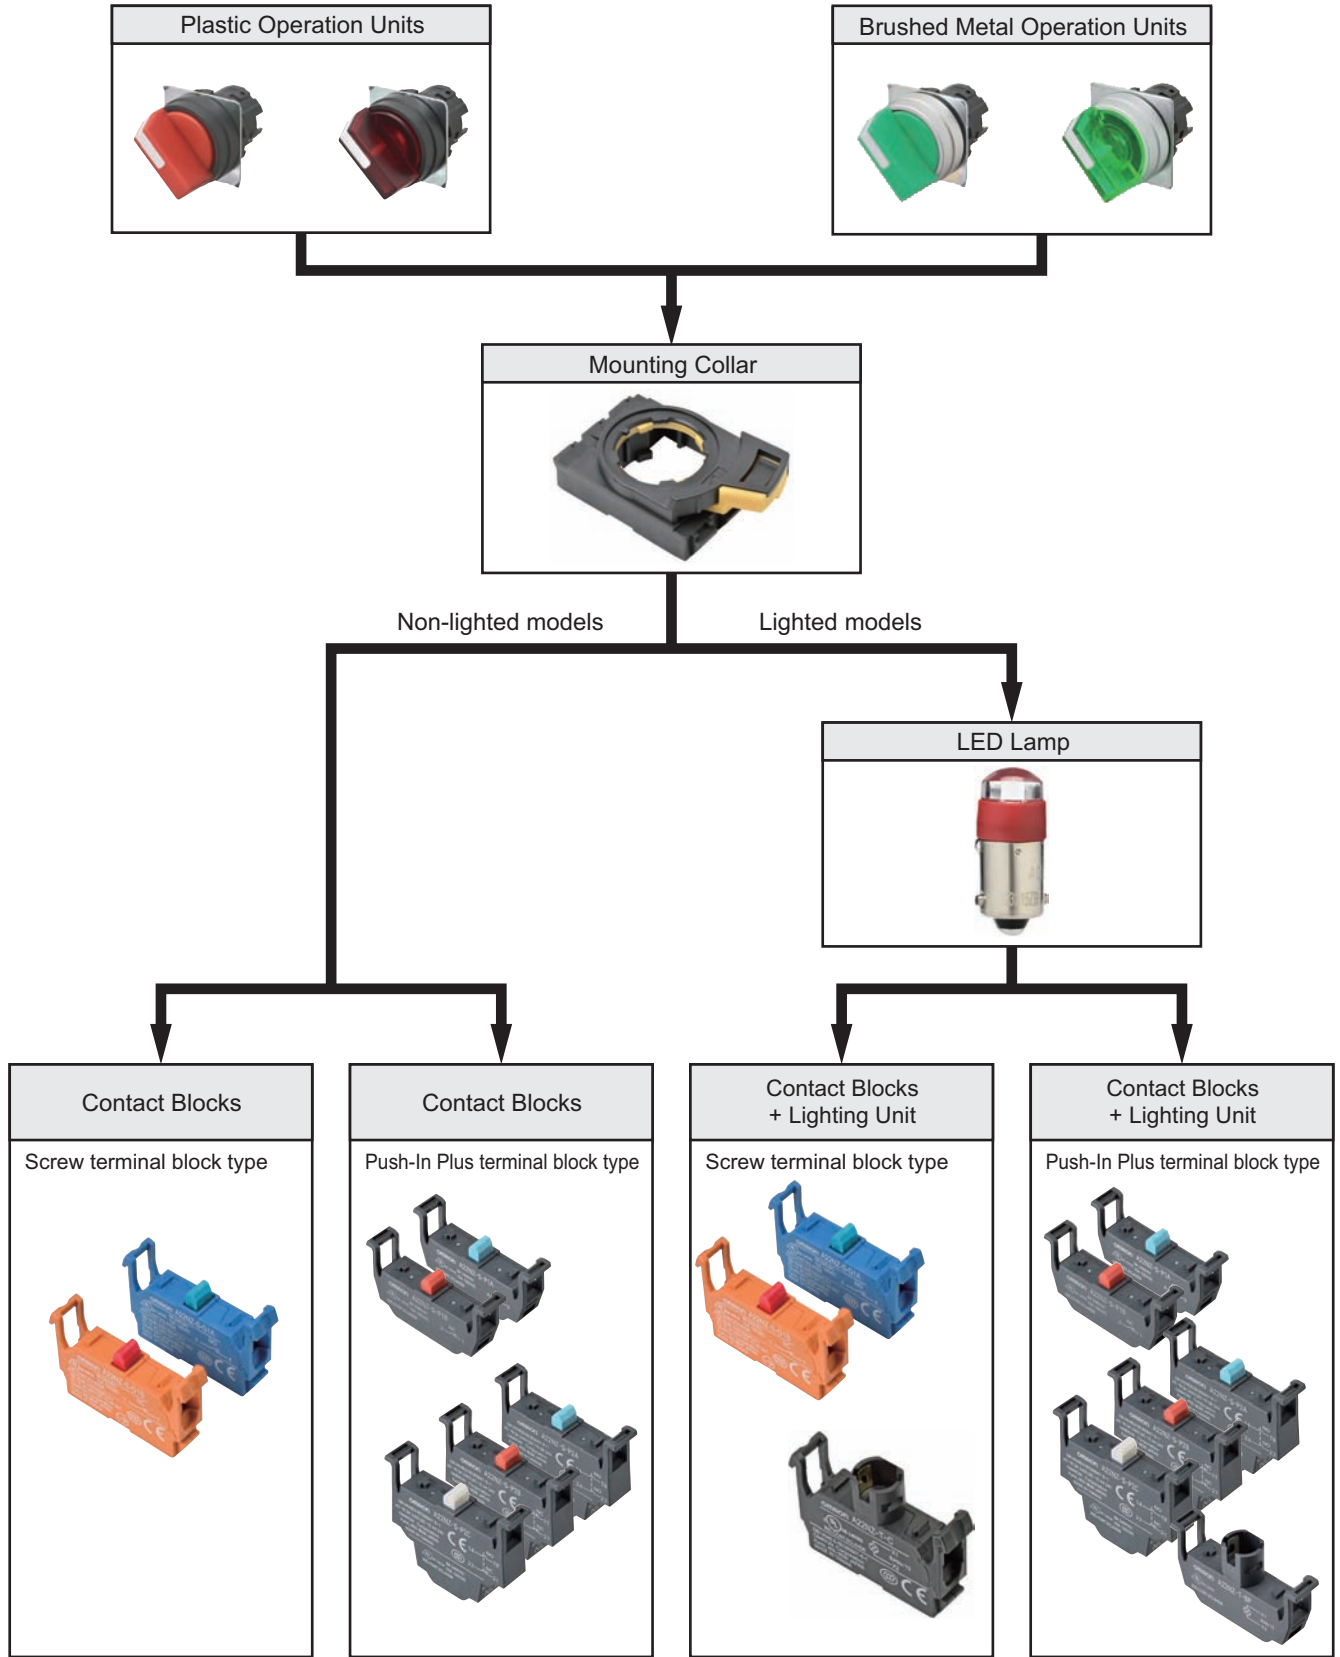 Plastic Operation Units
Brushed Metal Operation Units
Mounting Collar
Non-lighted models
Lighted models
LED Lamp
Contact Blocks
Contact Blocks
Contact Blocks
+ Lighting Unit
Contact Blocks
+ Lighting Unit
Screw terminal block type
Push-In Plus terminal block type
Screw terminal block type
Push-In Plus terminal block type